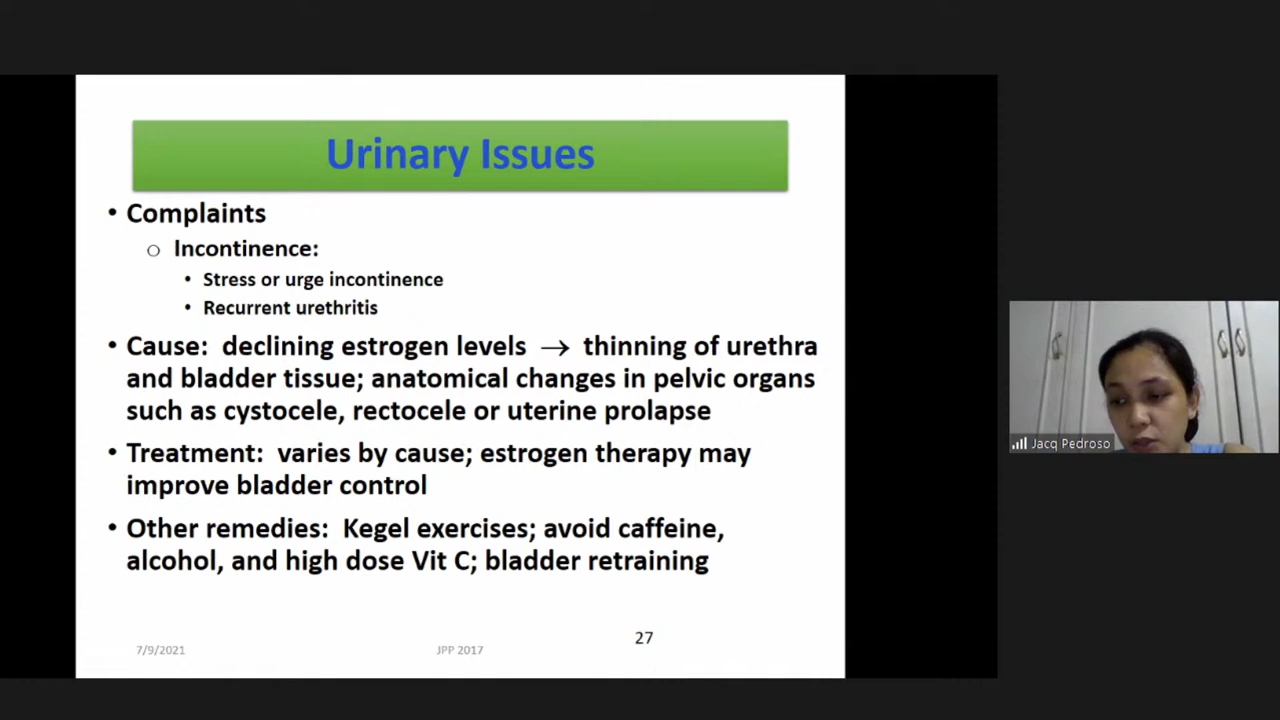 Urinary Issues
• Complaints
o Incontinence:
• Stress or urge incontinence
• Recurrent urethritis
• Cause: declining estrogen levels → thinning of urethra
and bladder tissue; anatomical changes in pelvic organs
such as cystocele, rectocele or uterine prolapse
• Treatment: varies by cause; estrogen therapy may
improve bladder control
• Other remedies: Kegel exercises; avoid caffeine,
alcohol, and high dose Vit C; bladder retraining
7/9/2021
JPP 2017
27
Jacq Pedroso